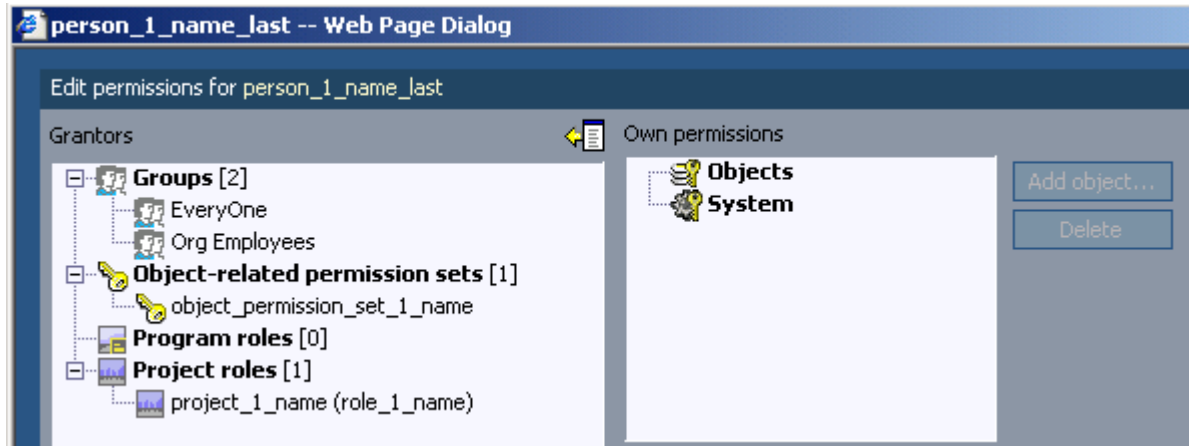 person_1_name_last -- Web Page Dialog
Edit permissions for person_1_name_last
Grantors
Groups [2]
EveryOne
Org Employees
Object-related permission sets [1]
object_permission_set_1_name
Program roles [0]
Project roles [1]
project_1_name (role_1_name)
Own permissions
Objects
System
Add object...
Delete